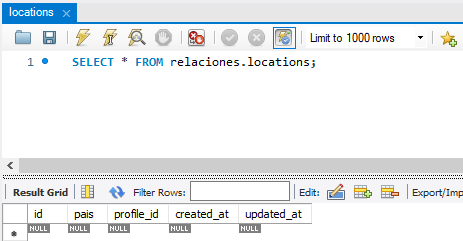 locations
Limit to 1000 rows
1 SELECT * FROM relaciones.locations;
Result Grid Filter Rows: Edit: Export/Imp
id pais profile_id created_at updated_at
NULL NULL NULL NULL NULL